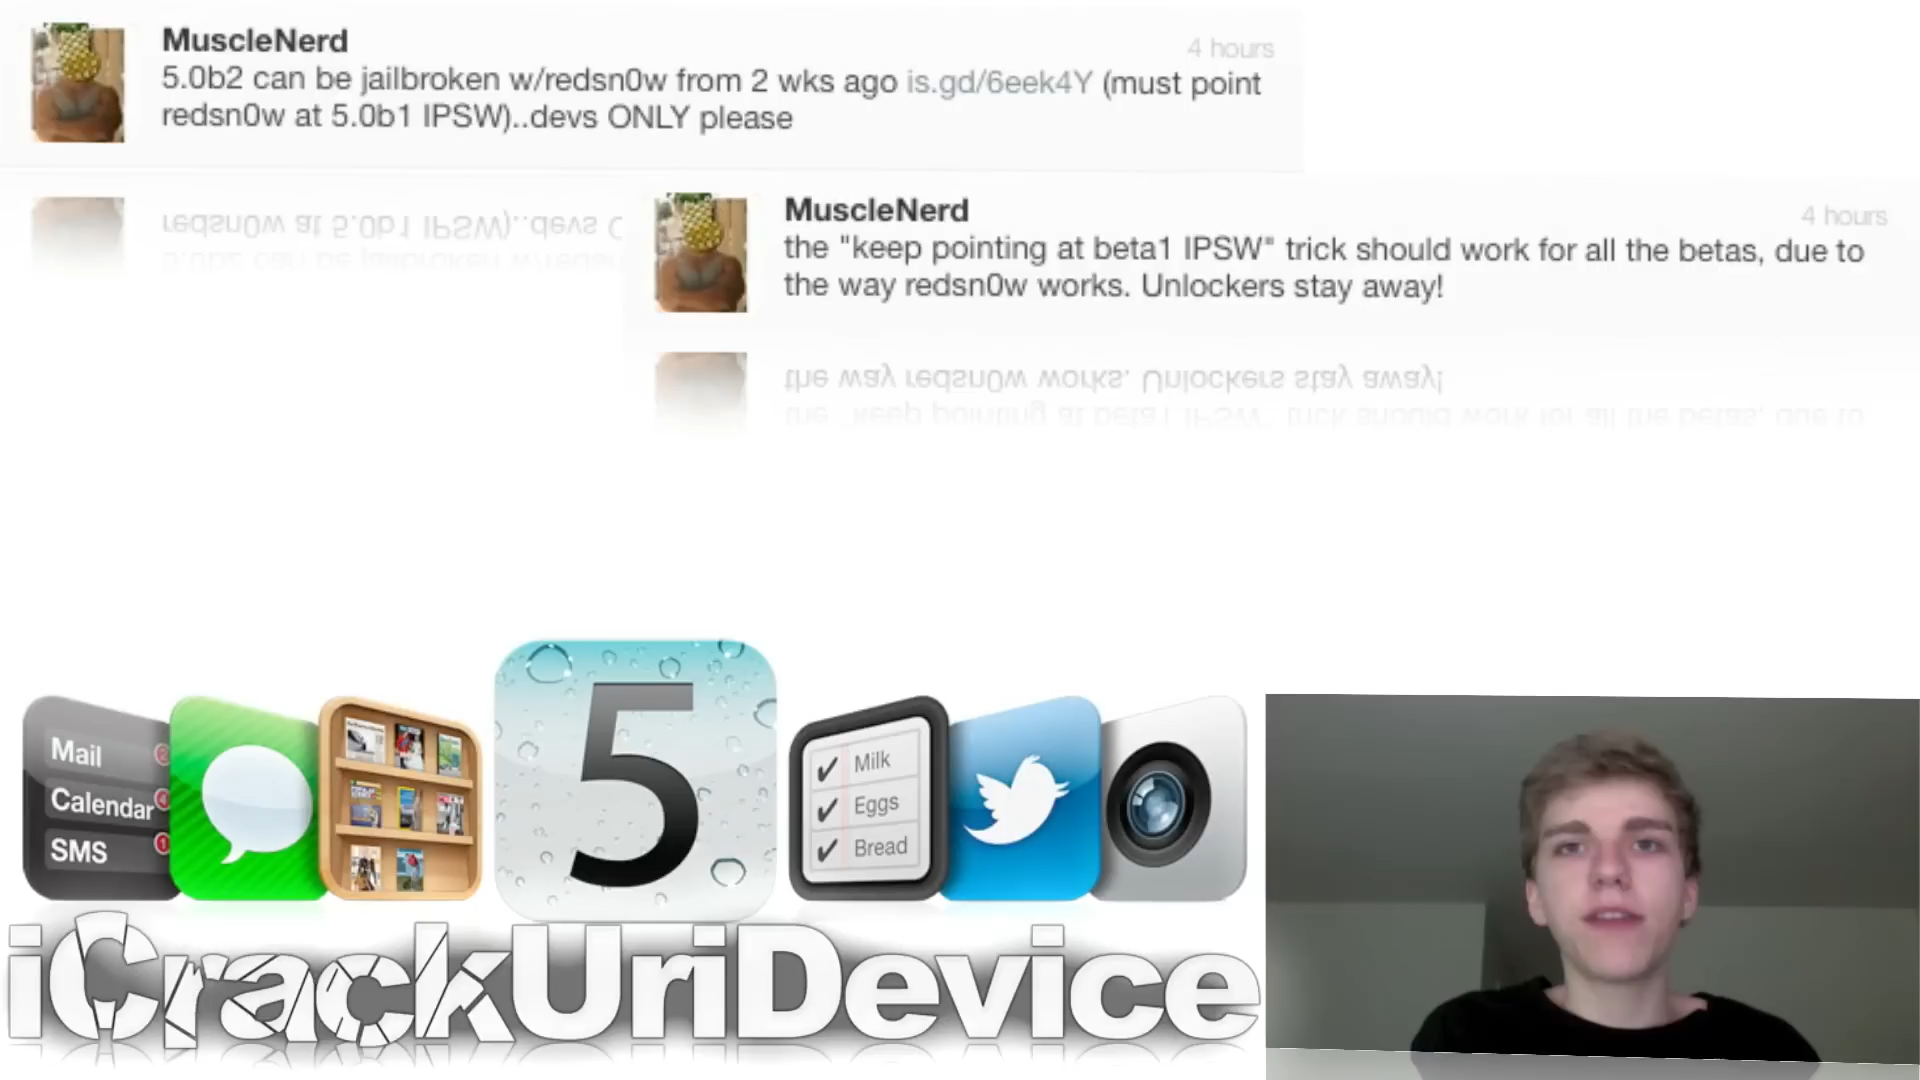 MuscleNerd
4 hours
5.0b2 can be jailbroken w/redsn0w from 2 wks ago is.gd/6eek4Y (must point
redsn0w at 5.0b1 IPSW)..devs ONLY please
MuscleNerd
4 hours
the "keep pointing at beta1 IPSW" trick should work for all the betas, due to
the way redsn0w works. Unlockers stay away!
Mail
Calendar
SMS
5
Milk
Eggs
Bread
iCrackUriDevice